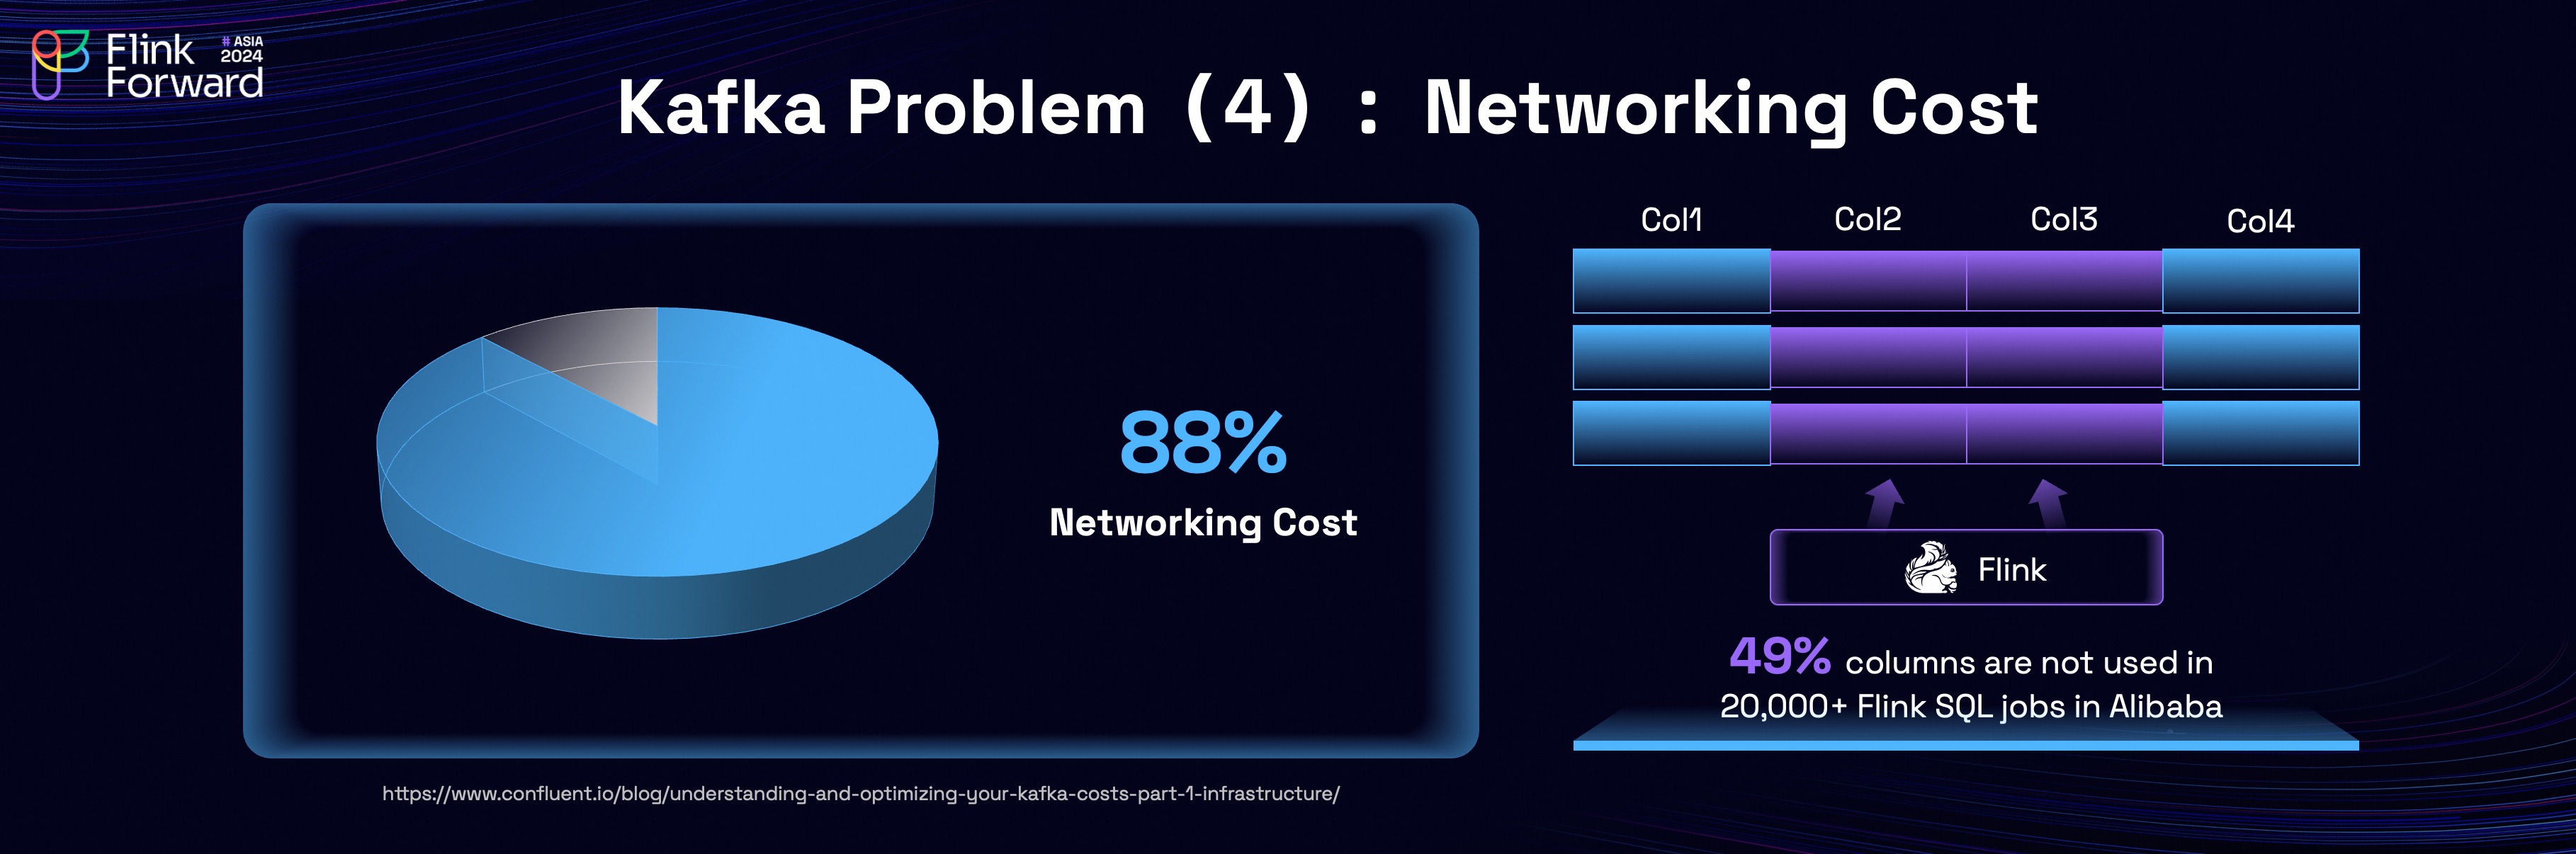 Flink
# ASIA
2024
Forward
Kafka Problem (4) : Networking Cost
88%
Networking Cost
https://www.confluent.io/blog/understanding-and-optimizing-your-kafka-costs-part-1-infrastructure/
Col1 Col2 Col3 Col4
Flink
49% columns are not used in
20,000+ Flink SQL jobs in Alibaba